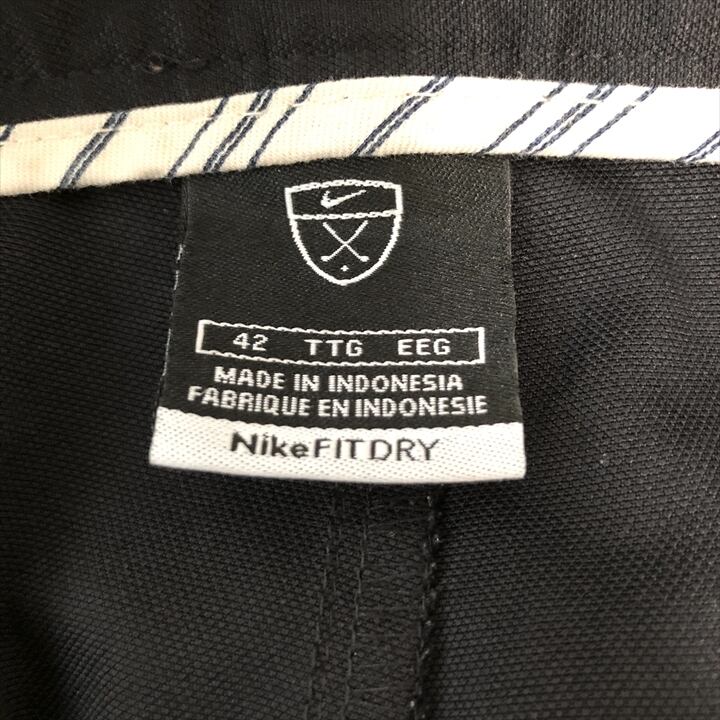 42 TTG EEG
MADE IN INDONESIA
FABRIQUE EN INDONESIE
NikeFITDRY